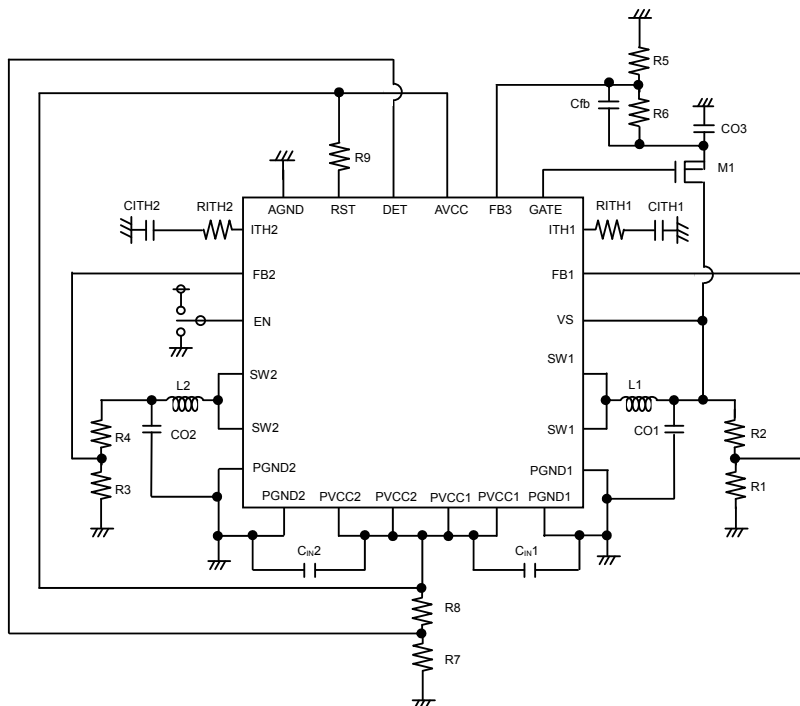 R5
Cfb
R6
CO3
R9
M1
CITH2
RITH2
AGND
RST
DET
AVCC
FB3
GATE
RITH1
CITH1
ITH2
ITH1
FB2
FB1
EN
VS
SW1
L2
SW2
L1
R4
CO2
SW2
SW1
CO1
R2
R3
PGND2
PGND1
R1
PGND2
PVCC2
PVCC2
PVCC1
PVCC1
PGND1
CIN2
CIN1
R8
R7